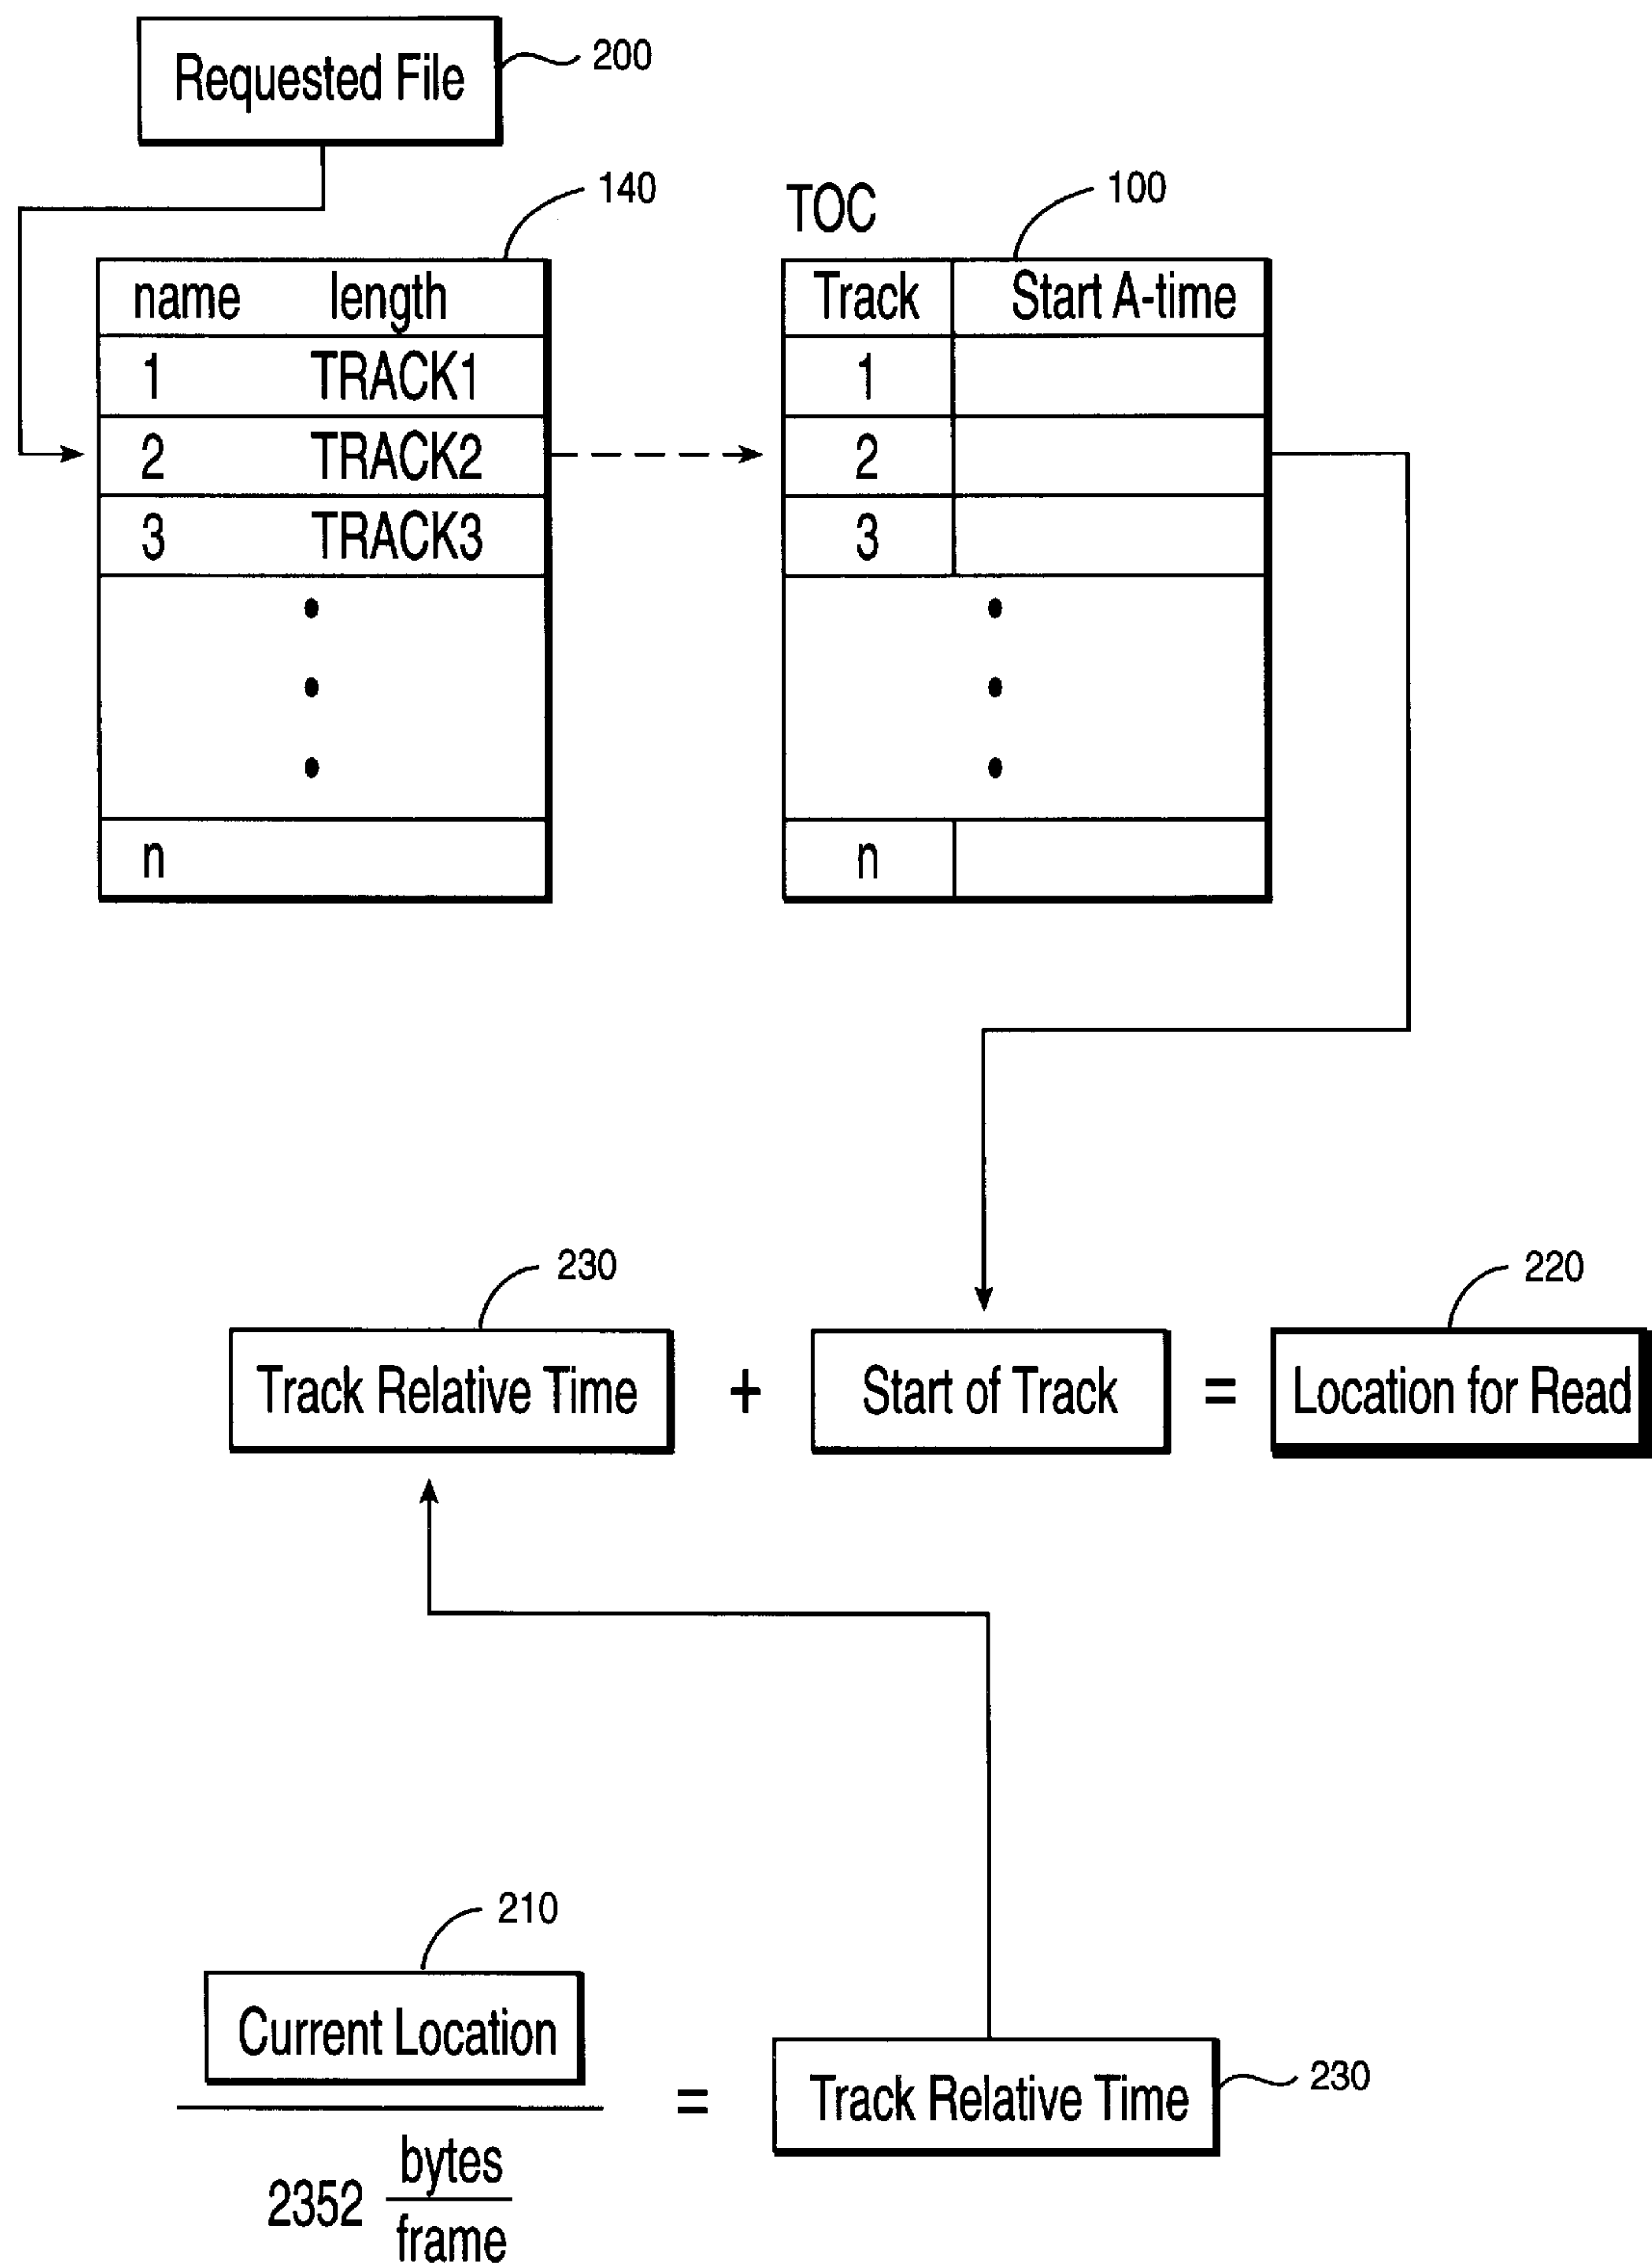 Requested File
200
140
TOC
100
name length
1 TRACK1
2 TRACK2
3 TRACK3
n
Track Start A-time
1
2
3
n
230
220
Track Relative Time + Start of Track = Location for Read
210
Current Location
2352 bytes
frame
=
Track Relative Time
230